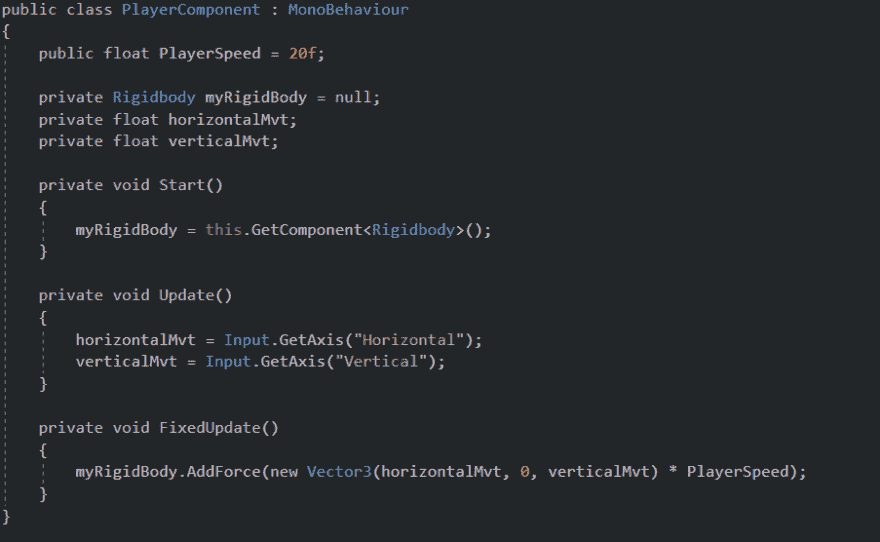 public class PlayerComponent : MonoBehaviour
{
    public float PlayerSpeed = 20f;

    private Rigidbody myRigidBody = null;
    private float horizontalMvt;
    private float verticalMvt;

    private void Start()
    {
        myRigidBody = this.GetComponent<Rigidbody>();
    }

    private void Update()
    {
        horizontalMvt = Input.GetAxis("Horizontal");
        verticalMvt = Input.GetAxis("Vertical");
    }

    private void FixedUpdate()
    {
        myRigidBody.AddForce(new Vector3(horizontalMvt, 0, verticalMvt) * PlayerSpeed);
    }
}